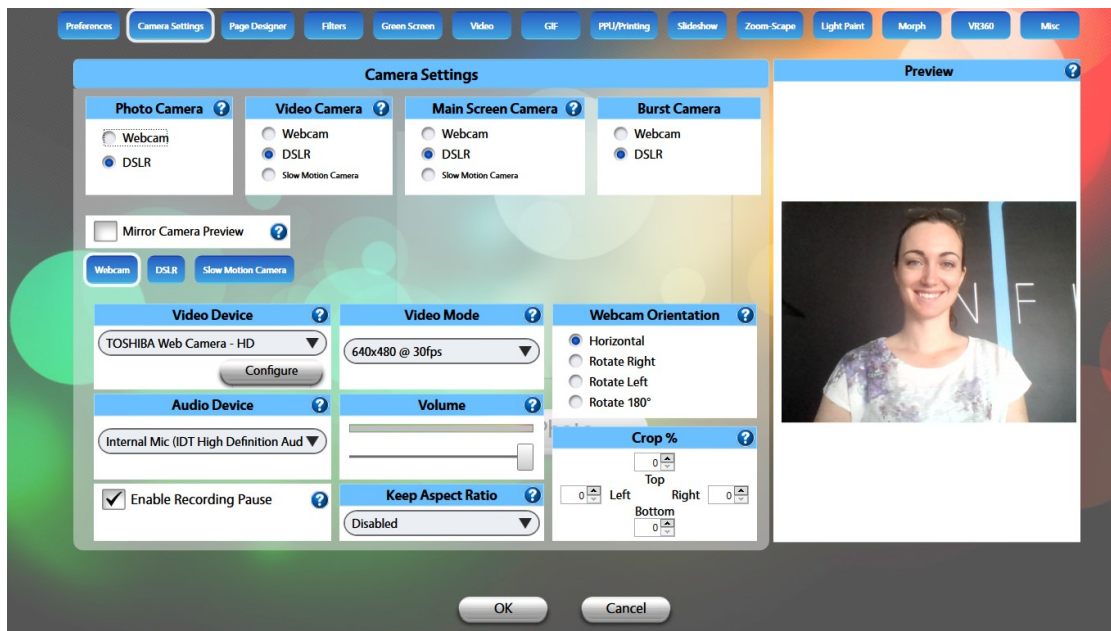 Preferences Camera Settings Page Designer Filters Green Screen Video GIF PPU/Printing Slideshow Zoom-Scape Light Paint Morph VR360 Misc
Camera Settings
Preview ?
Photo Camera ?
Webcam
DSLR
Video Camera ?
Webcam
DSLR
Slow Motion Camera
Main Screen Camera ?
Webcam
DSLR
Slow Motion Camera
Burst Camera
Webcam
DSLR
Mirror Camera Preview ?
Webcam DSLR Slow Motion Camera
Video Device ?
TOSHIBA Web Camera - HD
Configure
Video Mode ?
640x480 @ 30fps
Webcam Orientation ?
Horizontal
Rotate Right
Rotate Left
Rotate 180°
Audio Device ?
Internal Mic (IDT High Definition Aud
Volume ?
Crop % ?
0
Top
0 Left Right 0
Bottom
0
Enable Recording Pause ?
Keep Aspect Ratio ?
Disabled
N F
OK Cancel